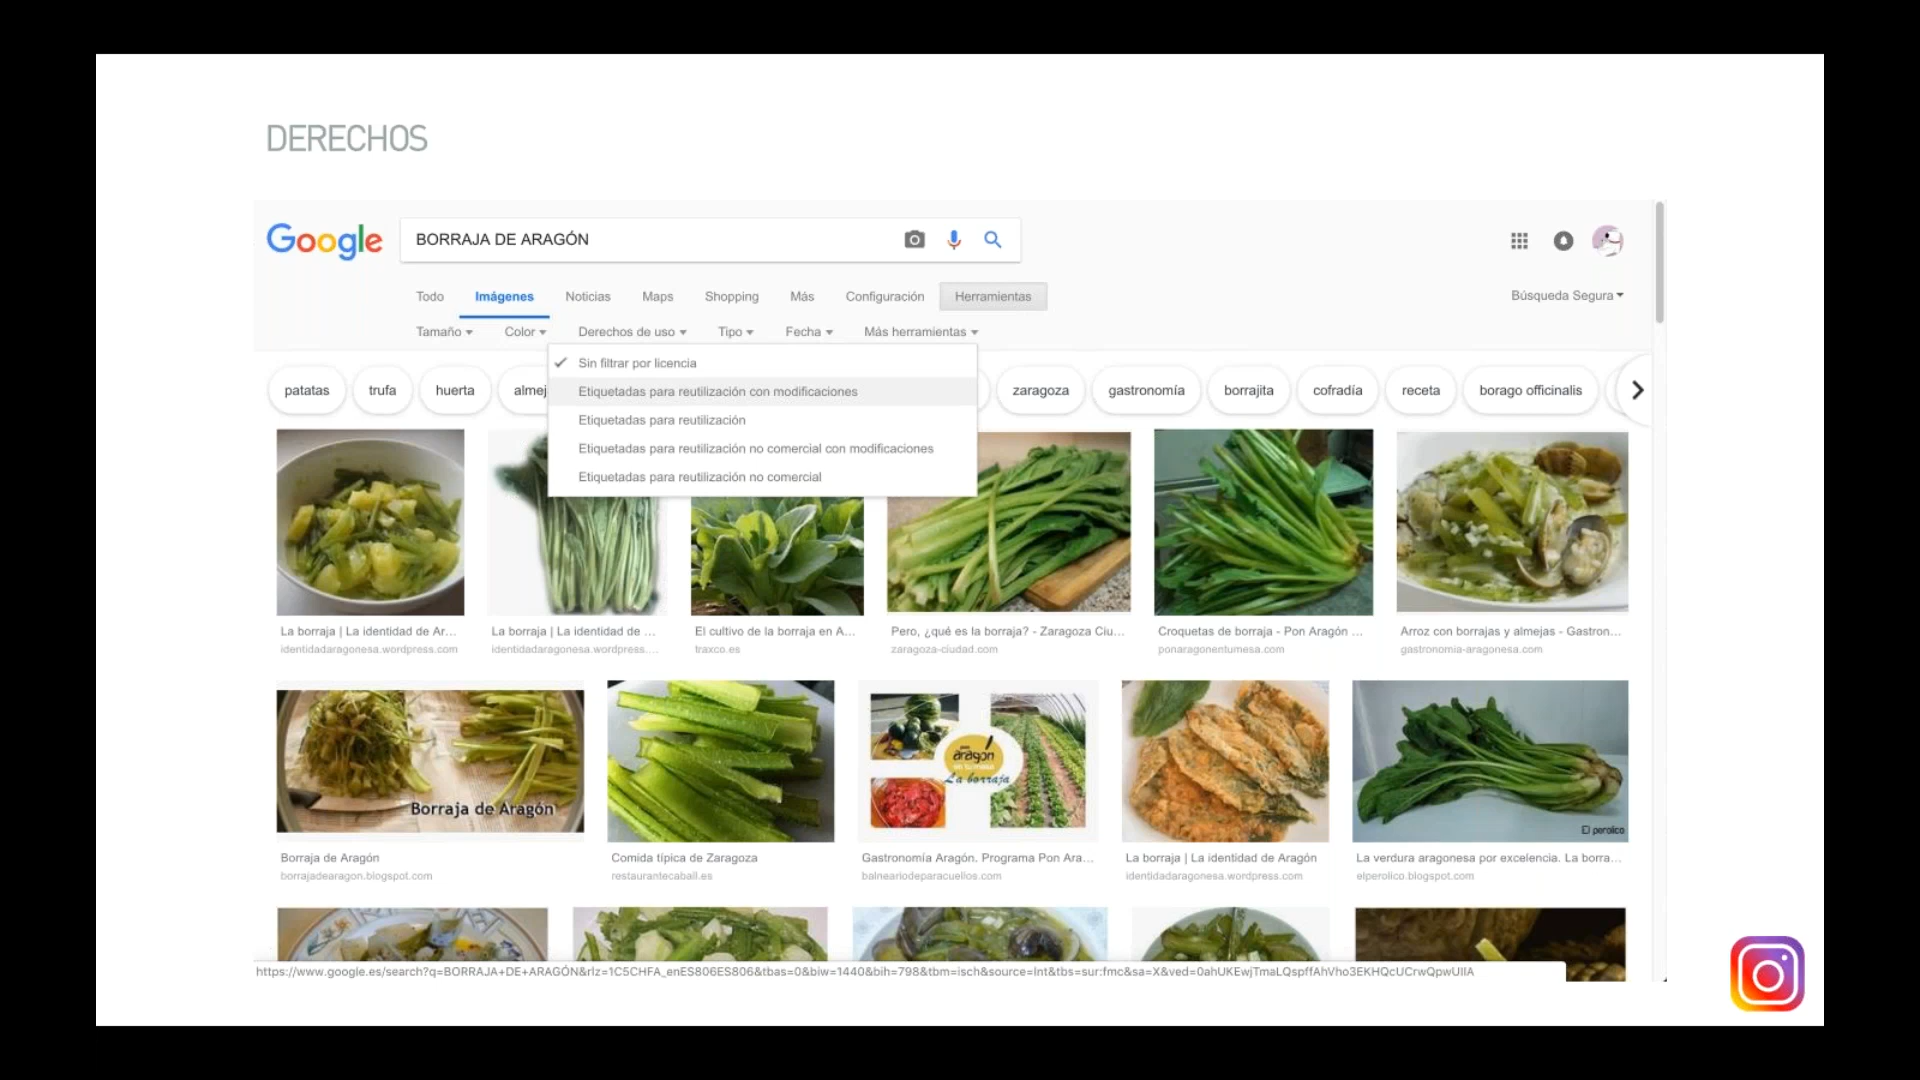 DERECHOS
Google
BORRAJA DE ARAGÓN
Todo Imágenes Noticias Maps Shopping Más Configuración Herramientas
Búsqueda Segura
Tamaño Color Derechos de uso Tipo Fecha Más herramientas
Sin filtrar por licencia
Etiquetadas para reutilización con modificaciones
Etiquetadas para reutilización
Etiquetadas para reutilización no comercial con modificaciones
Etiquetadas para reutilización no comercial
patatas trufa huerta almej zaragoza gastronomía borrajita cofradía receta borago officinalis
La borraja | La identidad de Ar...
identidadaragonesa.wordpress.com
La borraja | La identidad de ...
identidadaragonesa.wordpress....
El cultivo de la borraja en A...
traxco.es
Pero, ¿qué es la borraja? - Zaragoza Ciu...
zaragoza-ciudad.com
Croquetas de borraja - Pon Aragón ...
ponaragonentumesa.com
Arroz con borrajas y almejas - Gastron...
gastronomia-aragonesa.com
Borraja de Aragón
aragón
La borraja
El perolico
Borraja de Aragón
borrajadearagon.blogspot.com
Comida típica de Zaragoza
restaurantecaball.es
Gastronomía Aragón. Programa Pon Ara...
balneariodeparacuellos.com
La borraja | La identidad de Aragón
identidadaragonesa.wordpress.com
La verdura aragonesa por excelencia. La borra...
elperolico.blogspot.com